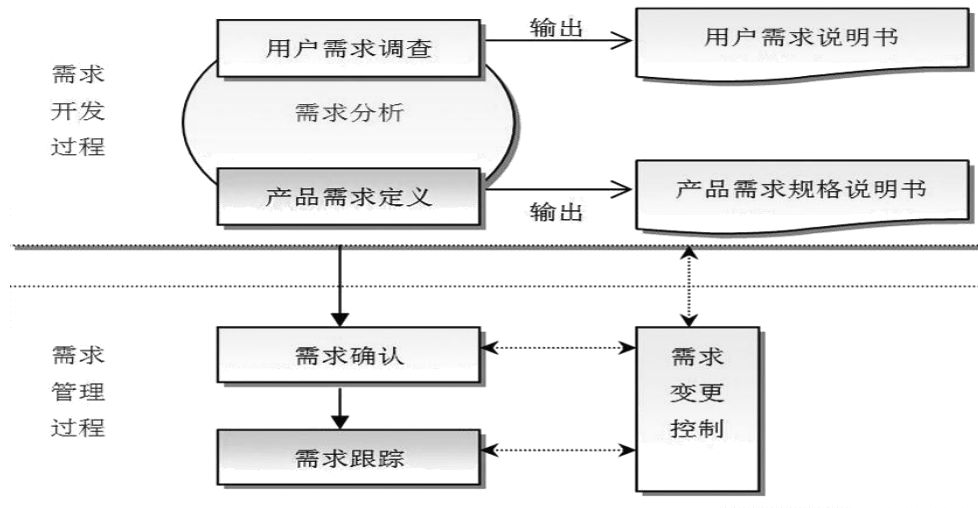 用户需求调查
输出
用户需求说明书
需求
开发
过程
需求分析
产品需求定义
输出
产品需求规格说明书
需求
管理
过程
需求确认
需求
变更
控制
需求跟踪